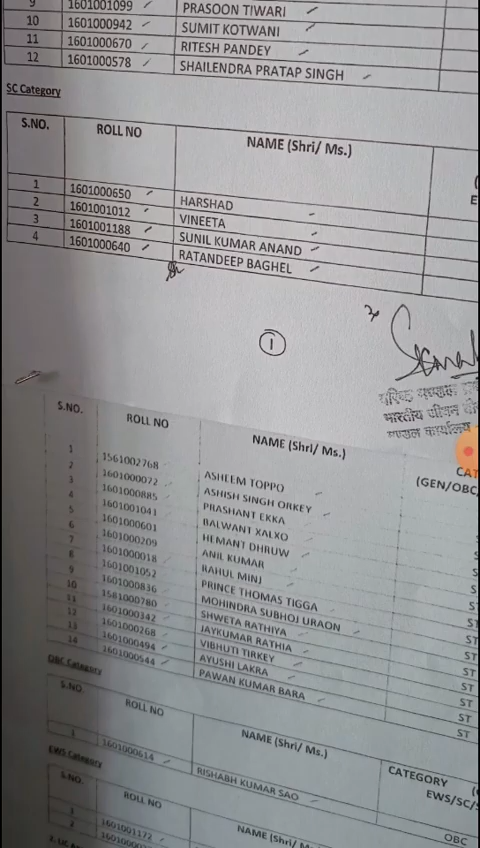 9 1601001099 PRASOON TIWARI
10 1601000942 SUMIT KOTWANI
11 1601000670 RITESH PANDEY
12 1601000578 SHAILENDRA PRATAP SINGH
SC Category
S.NO. ROLL NO NAME (Shri/ Ms.)
1 1601000650 HARSHAD
2 1601001012 VINEETA
3 1601001188 SUNIL KUMAR ANAND
4 1601000640 RATANDEEP BAGHEL
1
भारतीय
कार्यालय
S.NO. ROLL NO NAME (Shri/ Ms.) CAT
(GEN/OBC/
1 1561002768 ASHEEM TOPPO
2 1601000072 ASHISH SINGH ORKEY
3 1601000885 PRASHANT EKKA
4 1601001041 BALWANT XALXO
5 1601000601 HEMANT DHRUW
6 1601000209 ANIL KUMAR
7 1601000018 RAHUL MINJ
8 1601001052 PRINCE THOMAS TIGGA
9 1601000836 MOHINDRA SUBHOJ URAON ST
10 1581000780 SHWETA RATHIYA ST
11 1601000342 JAYKUMAR RATHIA ST
12 1601000268 VIBHUTI TIRKEY ST
13 1601000494 AYUSHI LAKRA ST
14 1601000544 PAWAN KUMAR BARA ST
OBC Category
S.NO. ROLL NO NAME (Shri/ Ms.) CATEGORY
EWS/SC/
1 1601000614 RISHABH KUMAR SAO OBC
EWS Category
S.NO. ROLL NO NAME (Shri/ Ms.)
1 1601001172
2